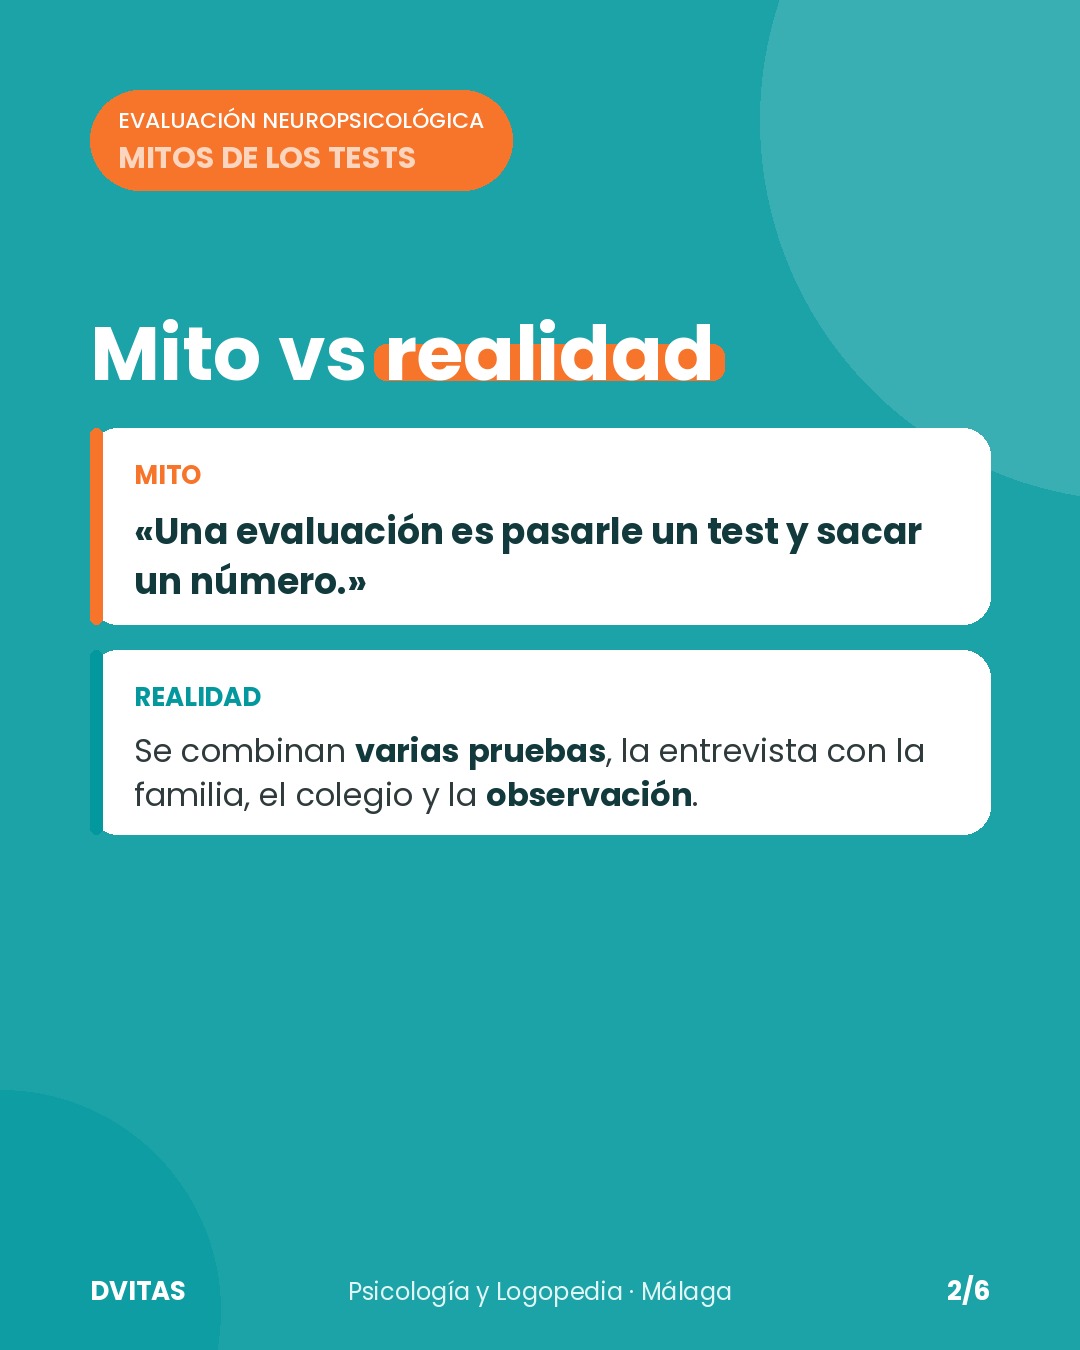 EVALUACIÓN NEUROPSICOLÓGICA
MITOS DE LOS TESTS
Mito vs realidad
MITO
«Una evaluación es pasarle un test y sacar
un número.»
REALIDAD
Se combinan varias pruebas, la entrevista con la
familia, el colegio y la observación.
DVITAS
Psicología y Logopedia · Málaga
2/6